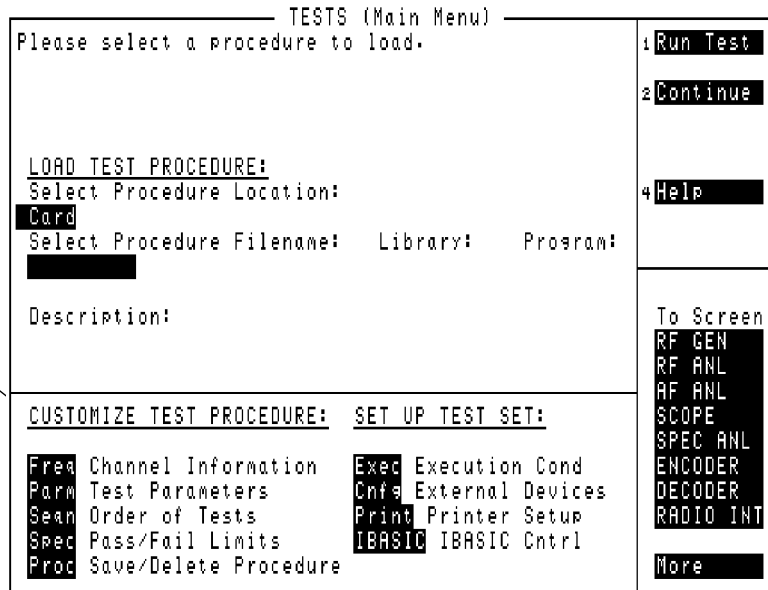 TESTS (Main Menu)
Please select a procedure to load.
LOAD TEST PROCEDURE:
Select Procedure Location:
Card
Select Procedure Filename: Library: Program:
Description:
CUSTOMIZE TEST PROCEDURE:
Freq Channel Information
Parm Test Parameters
Seqn Order of Tests
Spec Pass/Fail Limits
Proc Save/Delete Procedure
SET UP TEST SET:
Exec Execution Cond
Cnfg External Devices
Print Printer Setup
IBASIC IBASIC Cntrl
1 Run Test
2 Continue
4 Help
To Screen
RF GEN
RF ANL
AF ANL
SCOPE
SPEC ANL
ENCODER
DECODER
RADIO INT
More